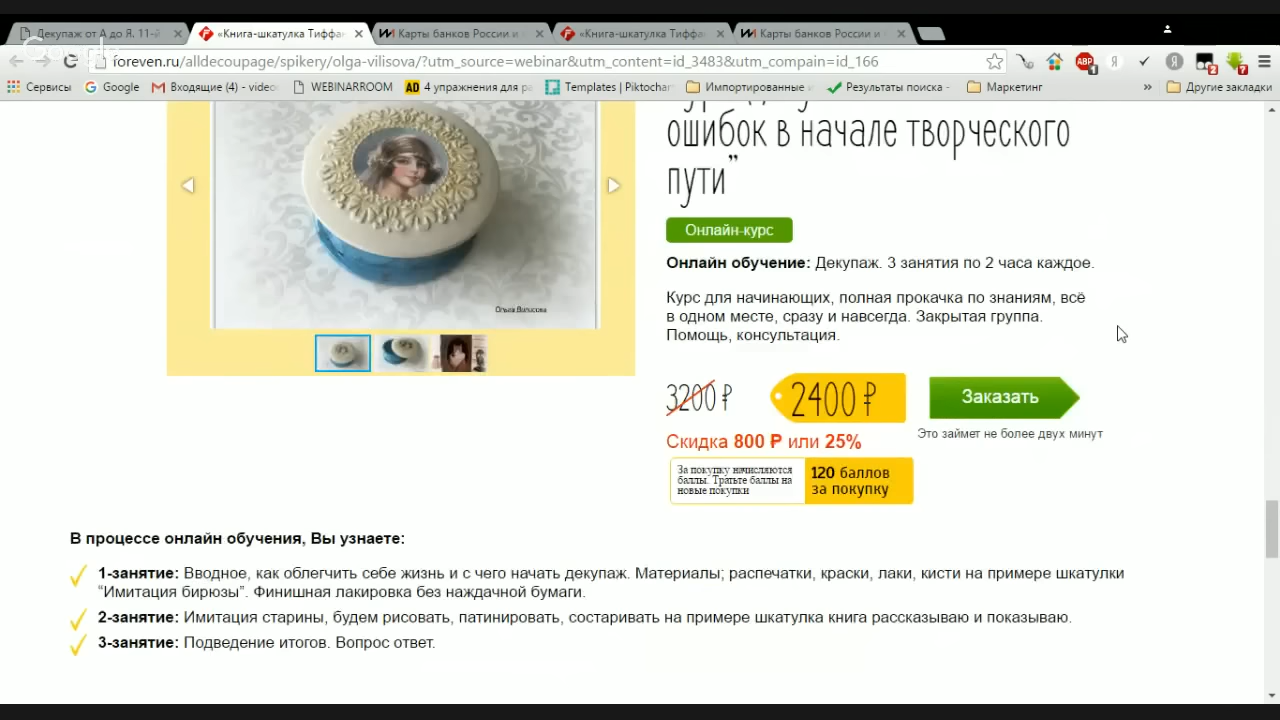 Декупаж от А до Я. 11-й
«Книга-шкатулка Тиффан
Карты банков России и
«Книга-шкатулка Тиффа
Карты банков России и
foreven.ru/alldecoupage/spikery/olga-vilisova/?utm_source=webinar&utm_content=id_3483&utm_compain=id_166
Сервисы
Google
Входящие (4) - video
WEBINARROOM
4 упражнения для ра
Templates | Piktochar
Импортированные
Результаты поиска -
Маркетинг
»
Другие закладки
ошибок в начале творческого
пути”
Онлайн-курс
Онлайн обучение: Декупаж. 3 занятия по 2 часа каждое.
Курс для начинающих, полная прокачка по знаниям, всё
в одном месте, сразу и навсегда. Закрытая группа.
Помощь, консультация.
Ольга Вилисова
3200 ₽
2400 ₽
Заказать
Это займет не более двух минут
Скидка 800 ₽ или 25%
За покупку начисляются
баллы. Тратьте баллы на
новые покупки
120 баллов
за покупку
В процессе онлайн обучения, Вы узнаете:
1-занятие: Вводное, как облегчить себе жизнь и с чего начать декупаж. Материалы; распечатки, краски, лаки, кисти на примере шкатулки
“Имитация бирюзы”. Финишная лакировка без наждачной бумаги.
2-занятие: Имитация старины, будем рисовать, патинировать, состаривать на примере шкатулка книга рассказываю и показываю.
3-занятие: Подведение итогов. Вопрос ответ.